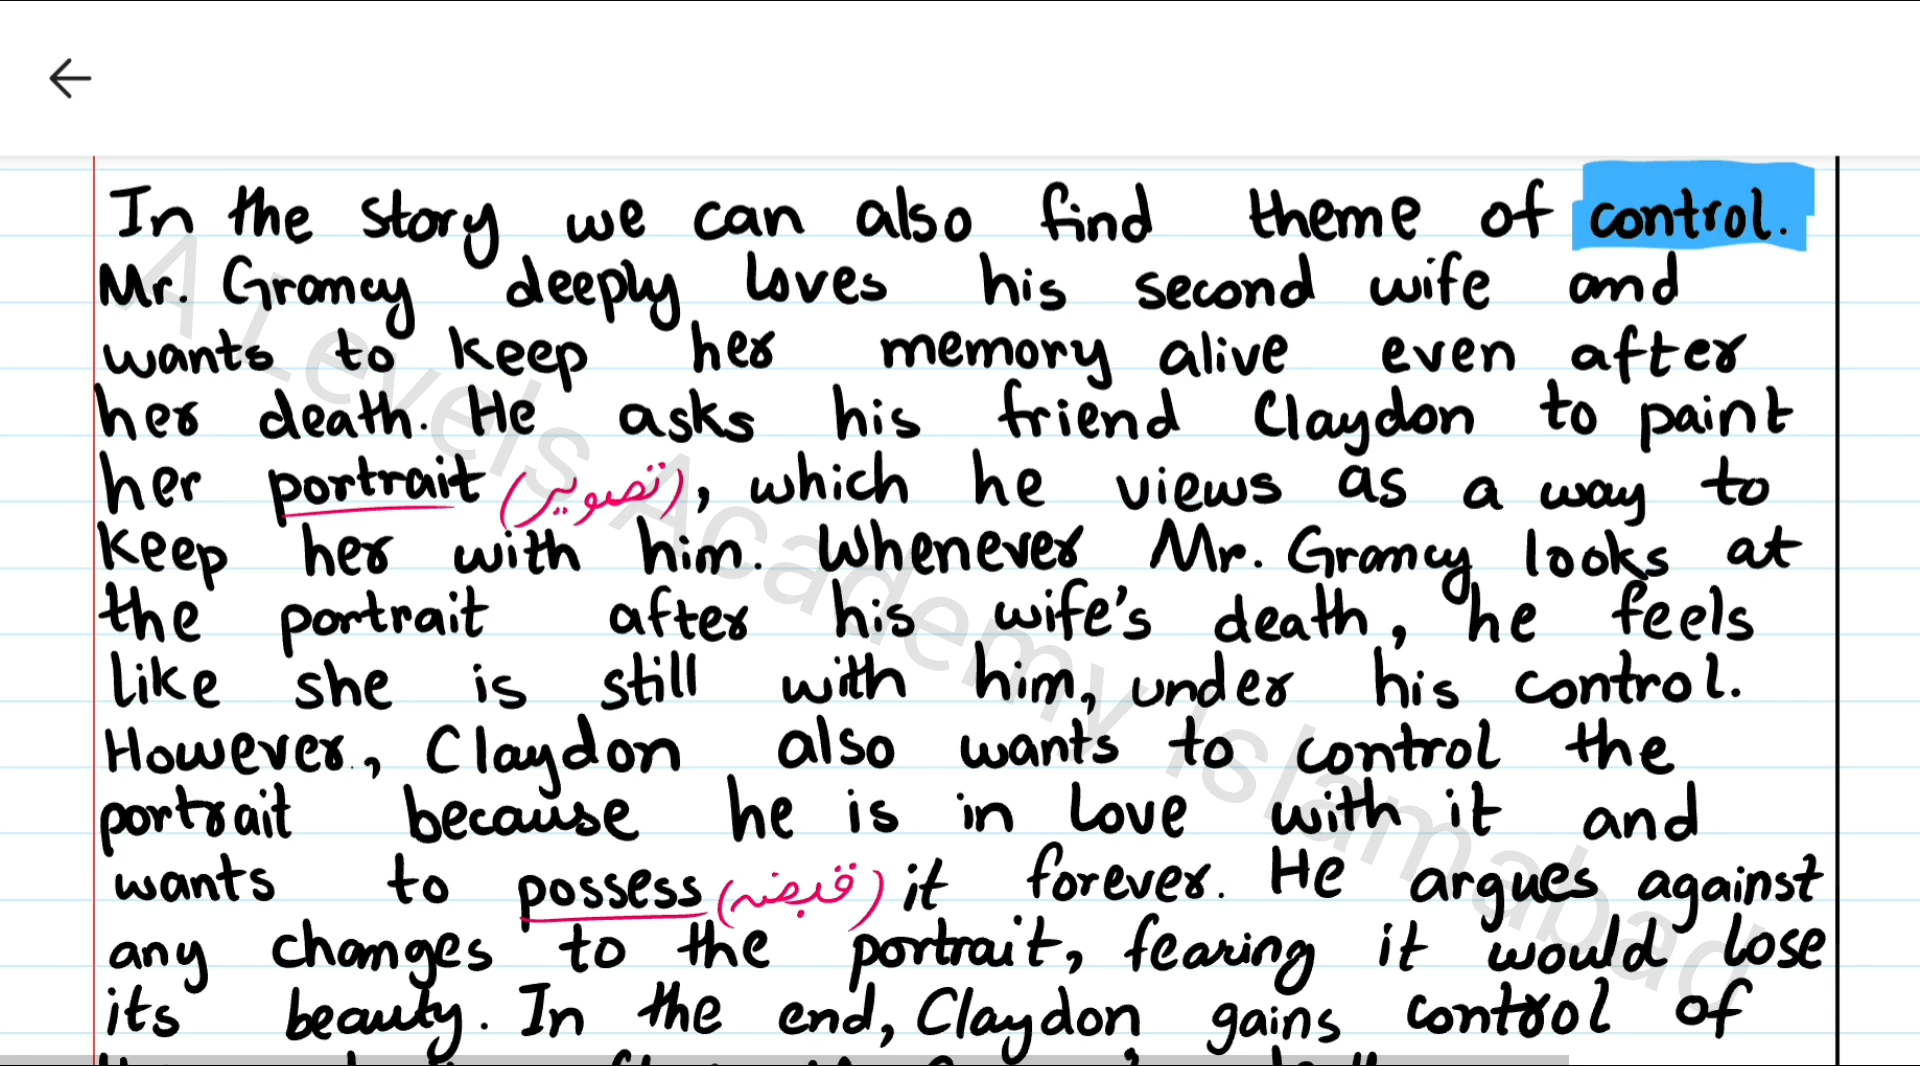 In the story we can also find theme of control.
Mr. Grancy deeply loves his second wife and
wants to keep her memory alive even after
her death. He asks his friend Claydon to paint
her portrait (تصویر), which he views as a way to
keep her with him. Whenever Mr. Grancy looks at
the portrait after his wife's death, he feels
like she is still with him, under his control.
However, Claydon also wants to control the
portrait because he is in love with it and
wants to possess (قبضہ) it forever. He argues against
any changes to the portrait, fearing it would lose
its beauty. In the end, Claydon gains control of
A Levels Academy Islamabad